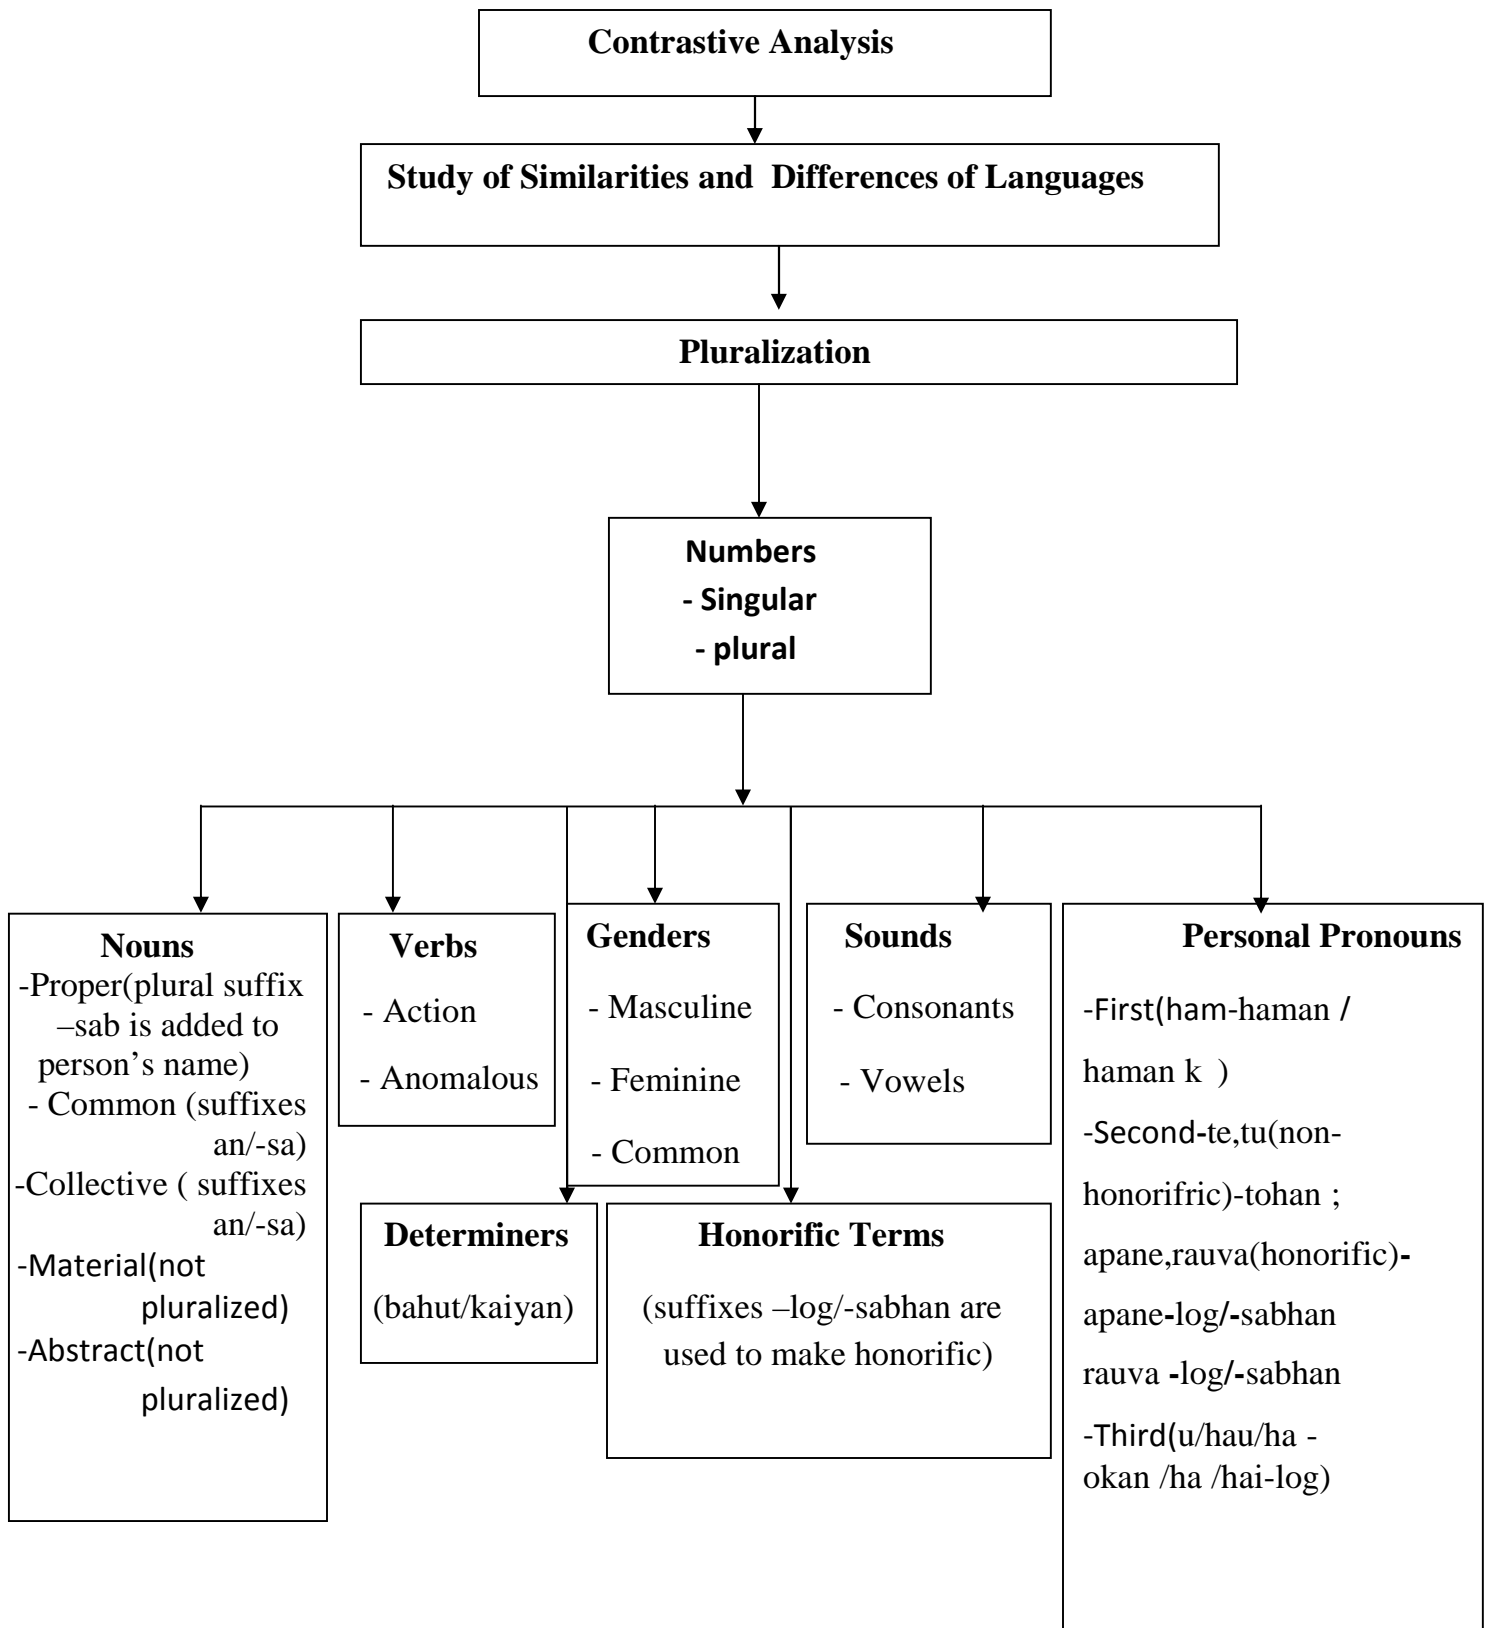 Contrastive Analysis
Study of Similarities and Differences of Languages
Pluralization
Numbers
- Singular
- plural
Nouns
-Proper(plural suffix
–sab is added to
person’s name)
- Common (suffixes
an/-sa)
-Collective ( suffixes
an/-sa)
-Material(not
pluralized)
-Abstract(not
pluralized)
Verbs
- Action
- Anomalous
Genders
- Masculine
- Feminine
- Common
Sounds
- Consonants
- Vowels
Personal Pronouns
-First(ham-haman /
haman k )
-Second-te,tu(non-
honorifric)-tohan ;
apane,rauva(honorific)-
apane-log/-sabhan
rauva -log/-sabhan
-Third(u/hau/ha -
okan /ha /hai-log)
Determiners
(bahut/kaiyan)
Honorific Terms
(suffixes –log/-sabhan are
used to make honorific)